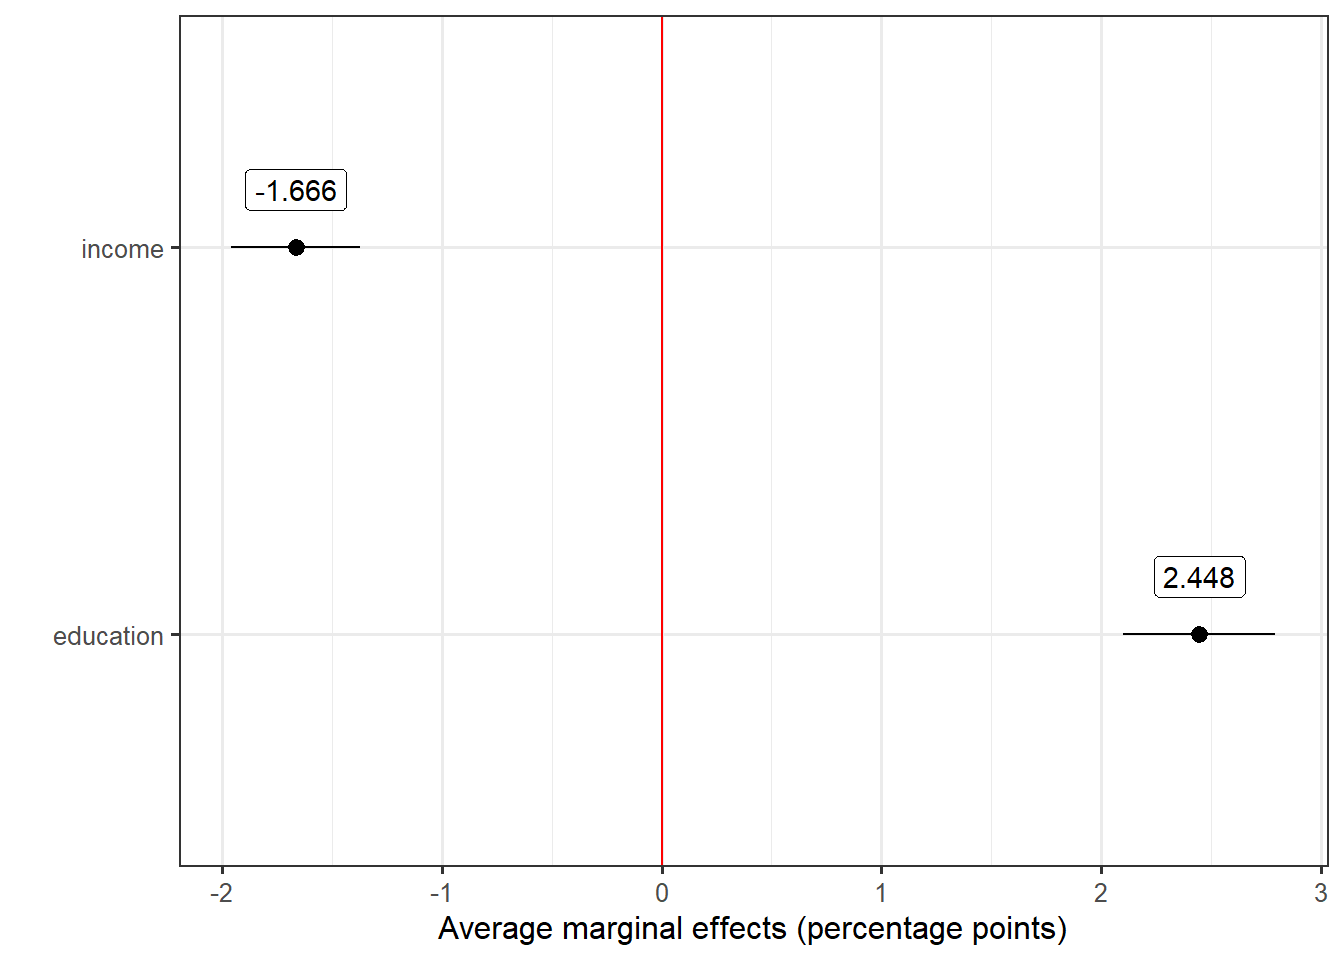 -1.666
income
2.448
education
-2 -1 0 1 2 3
Average marginal effects (percentage points)